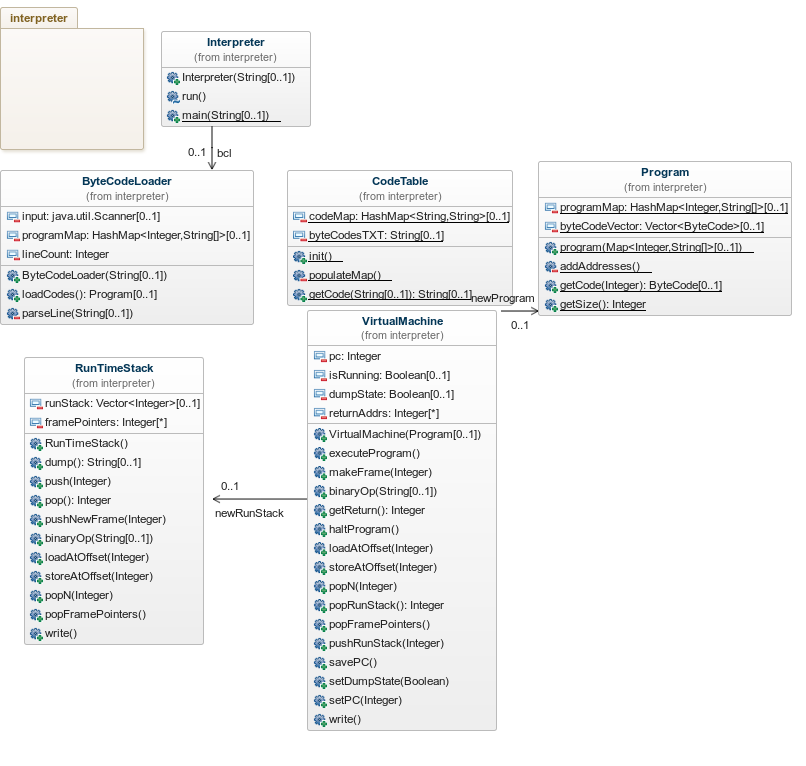 interpreter
Interpreter
(from interpreter)
Interpreter(String[0..1])
run()
main(String[0..1])
0..1 bcl
ByteCodeLoader
(from interpreter)
input: java.util.Scanner[0..1]
programMap: HashMap<Integer,String[]>[0..1]
lineCount: Integer
ByteCodeLoader(String[0..1])
loadCodes(): Program[0..1]
parseLine(String[0..1])
CodeTable
(from interpreter)
codeMap: HashMap<String,String>[0..1]
byteCodesTXT: String[0..1]
init()
populateMap()
getCode(String[0..1]): String[0..1]
Program
(from interpreter)
programMap: HashMap<Integer,String[]>[0..1]
byteCodeVector: Vector<ByteCode>[0..1]
program(Map<Integer,String[]>[0..1])
addAddresses()
getCode(Integer): ByteCode[0..1]
getSize(): Integer
newProgram
0..1
VirtualMachine
(from interpreter)
pc: Integer
isRunning: Boolean[0..1]
dumpState: Boolean[0..1]
returnAddrs: Integer[*]
VirtualMachine(Program[0..1])
executeProgram()
makeFrame(Integer)
binaryOp(String[0..1])
getReturn(): Integer
haltProgram()
loadAtOffset(Integer)
storeAtOffset(Integer)
popN(Integer)
popRunStack(): Integer
popFramePointers()
pushRunStack(Integer)
savePC()
setDumpState(Boolean)
setPC(Integer)
write()
0..1
newRunStack
RunTimeStack
(from interpreter)
runStack: Vector<Integer>[0..1]
framePointers: Integer[*]
RunTimeStack()
dump(): String[0..1]
push(Integer)
pop(): Integer
pushNewFrame(Integer)
binaryOp(String[0..1])
loadAtOffset(Integer)
storeAtOffset(Integer)
popN(Integer)
popFramePointers()
write()